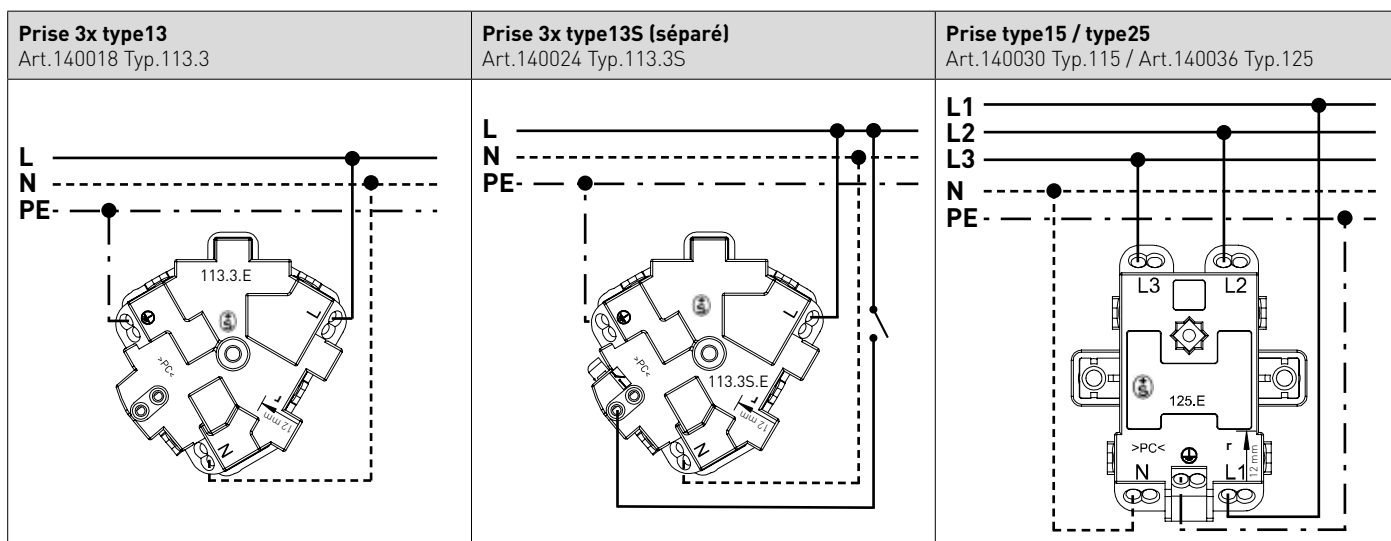 Prise 3x type13
Art.140018 Typ.113.3
L
N
PE
113.3.E
L
>PC<
12 mm
N
Prise 3x type13S (séparé)
Art.140024 Typ.113.3S
L
N
PE
L
>PC<
113.3S.E
12 mm
N
Prise type15 / type25
Art.140030 Typ.115 / Art.140036 Typ.125
L1
L2
L3
N
PE
L3
L2
125.E
>PC<
r
12 mm
N
L1